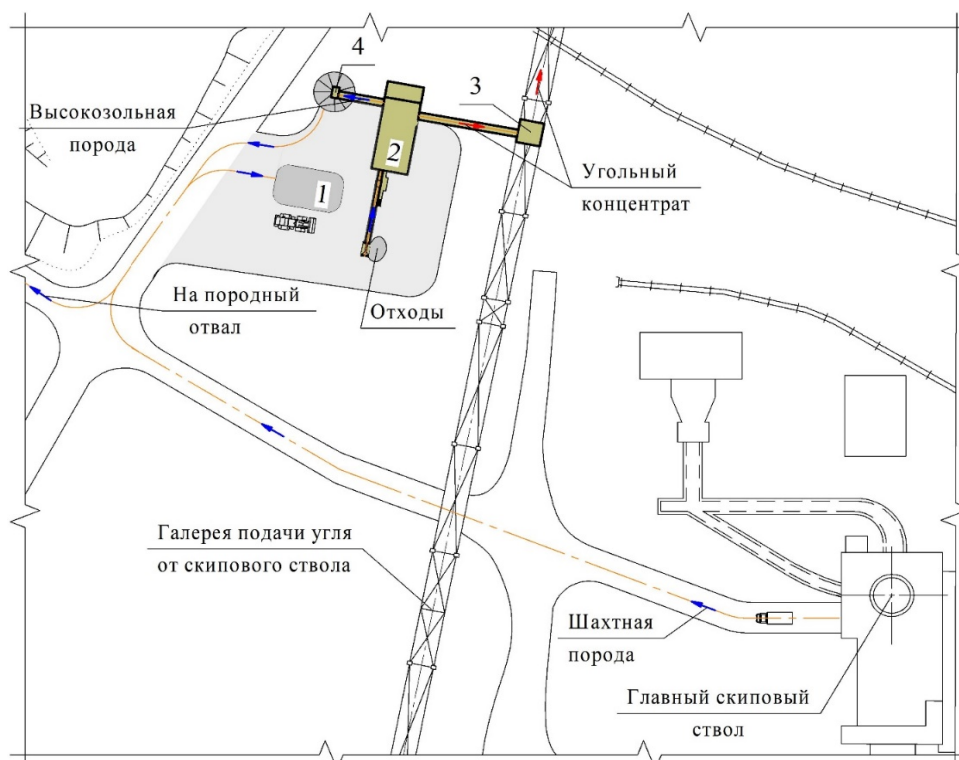 4
3
Высокозольная
порода
2
1
Угольный
концентрат
На породный
отвал
Отходы
Галерея подачи угля
от скипового ствола
Шахтная
порода
Главный скиповый
ствол